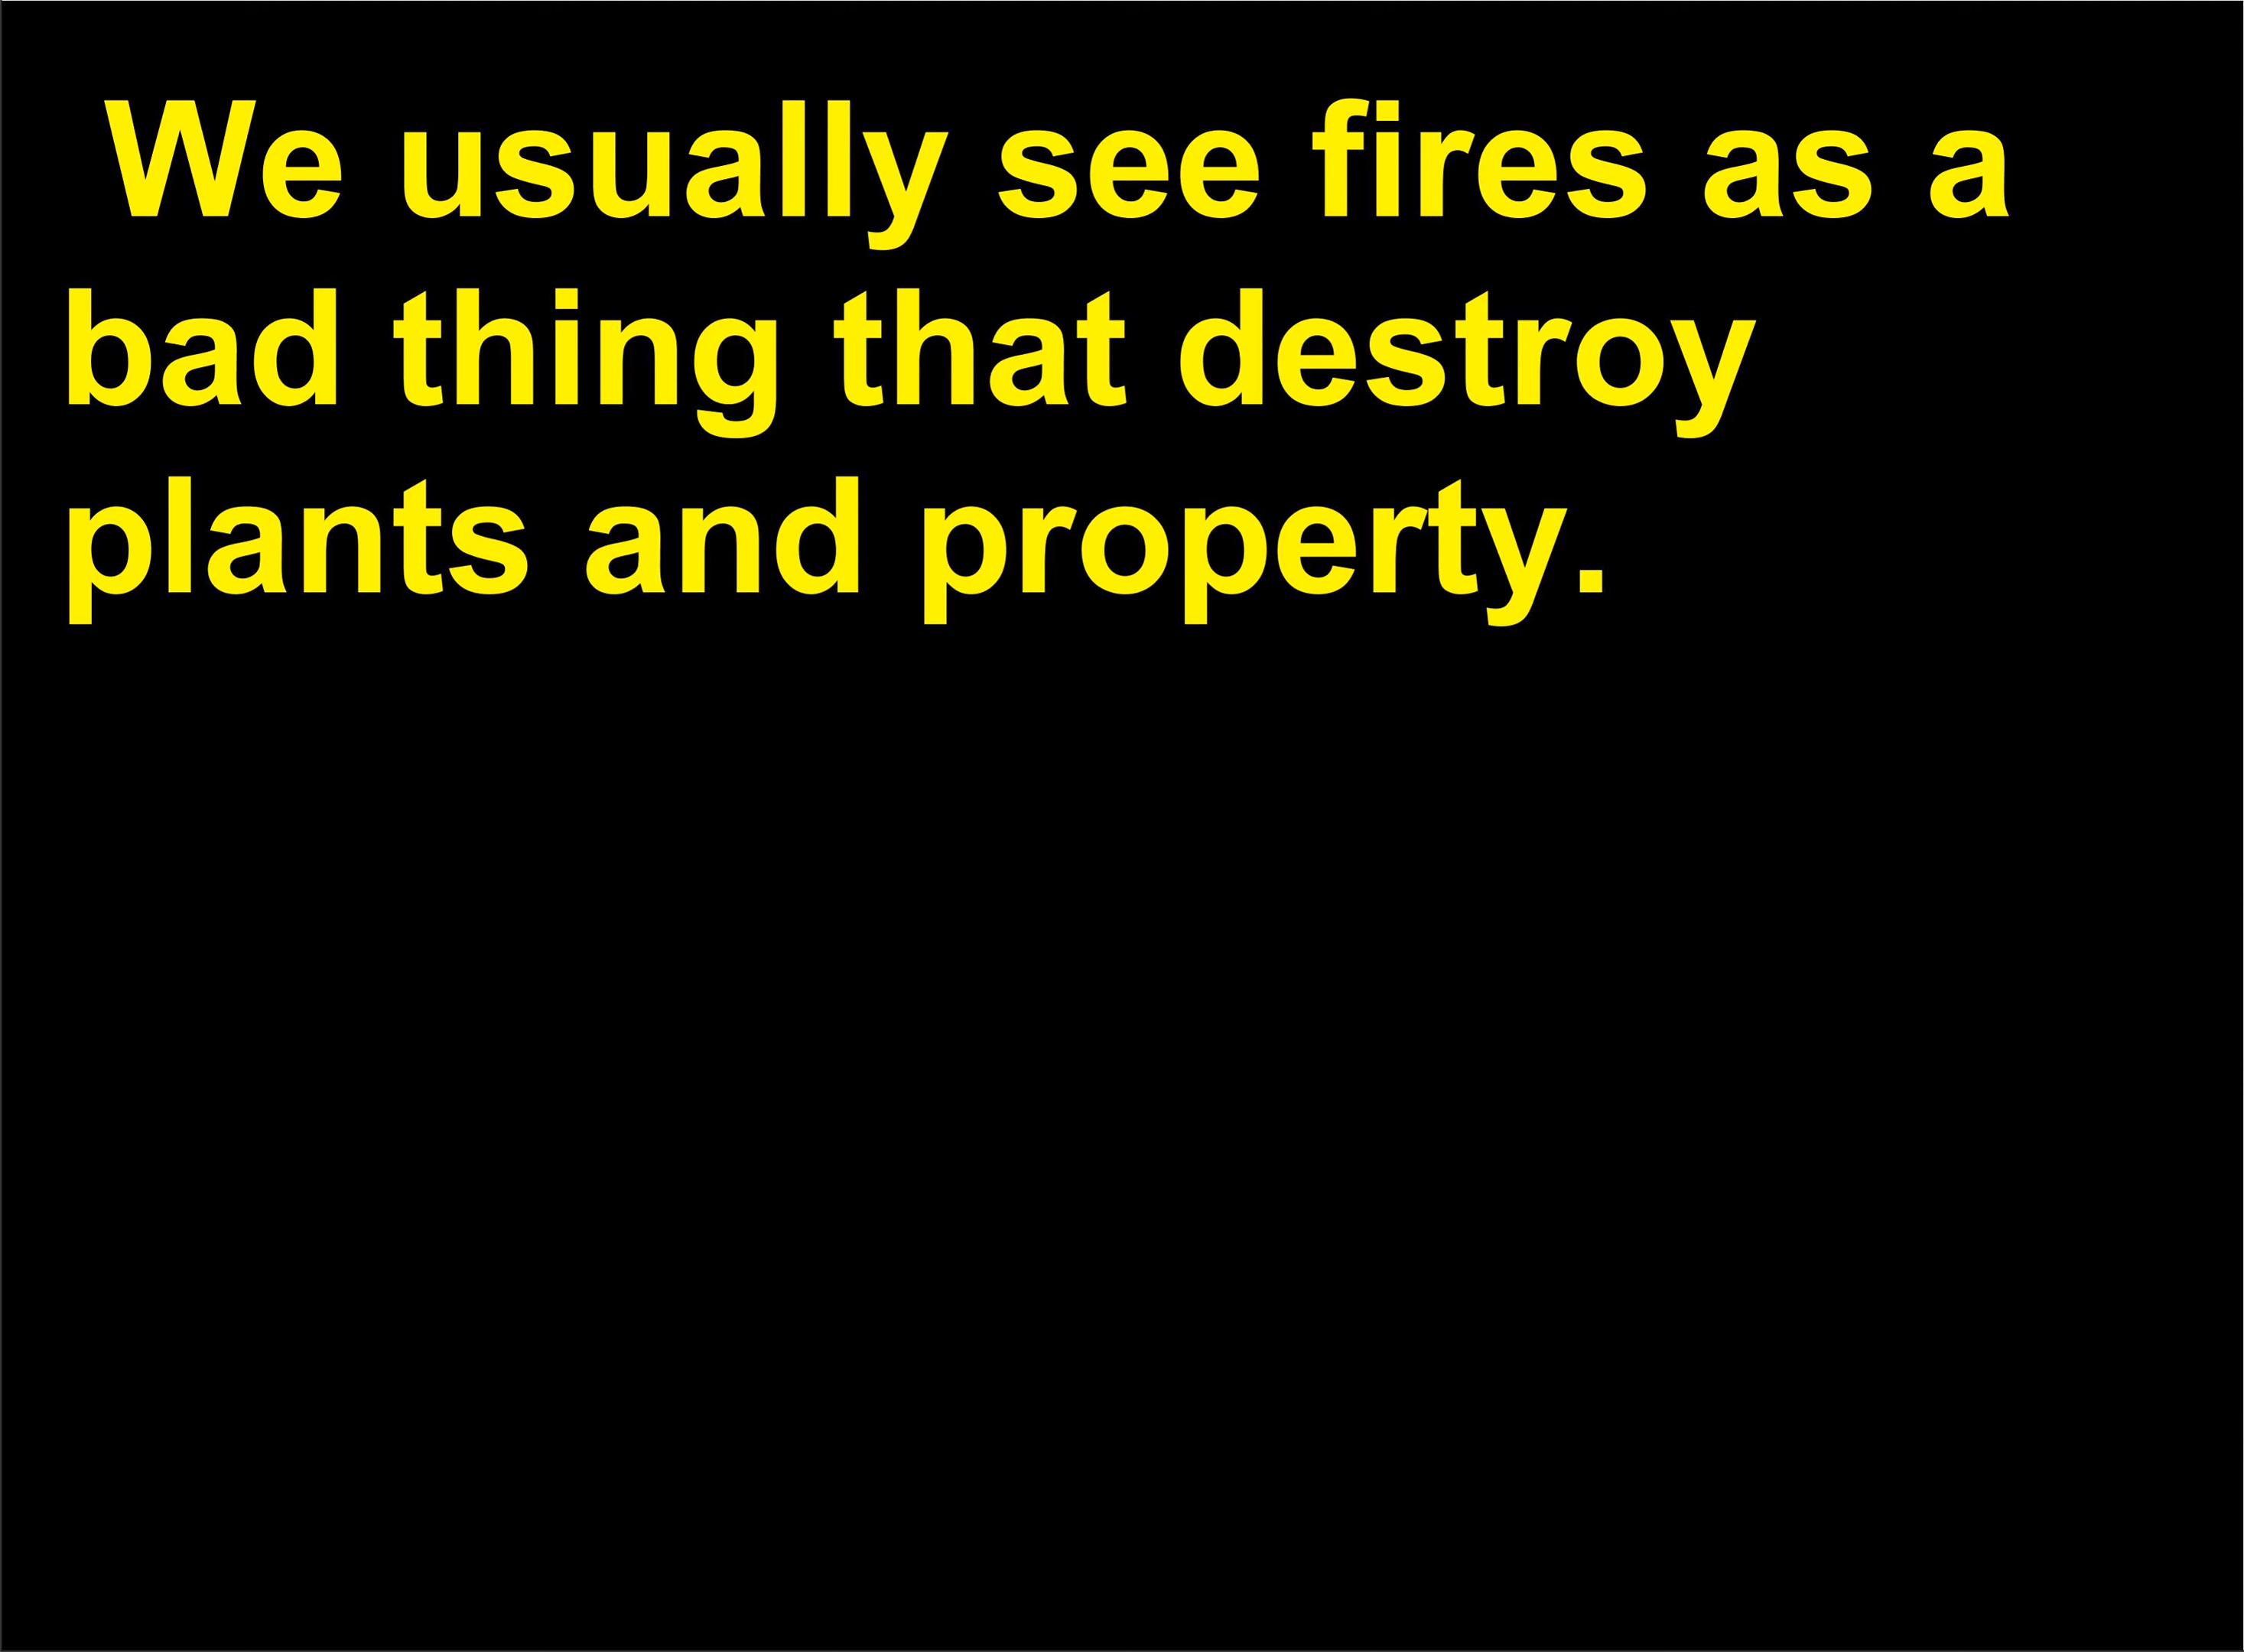 We usually see fires as a
bad thing that destroy
plants and property.